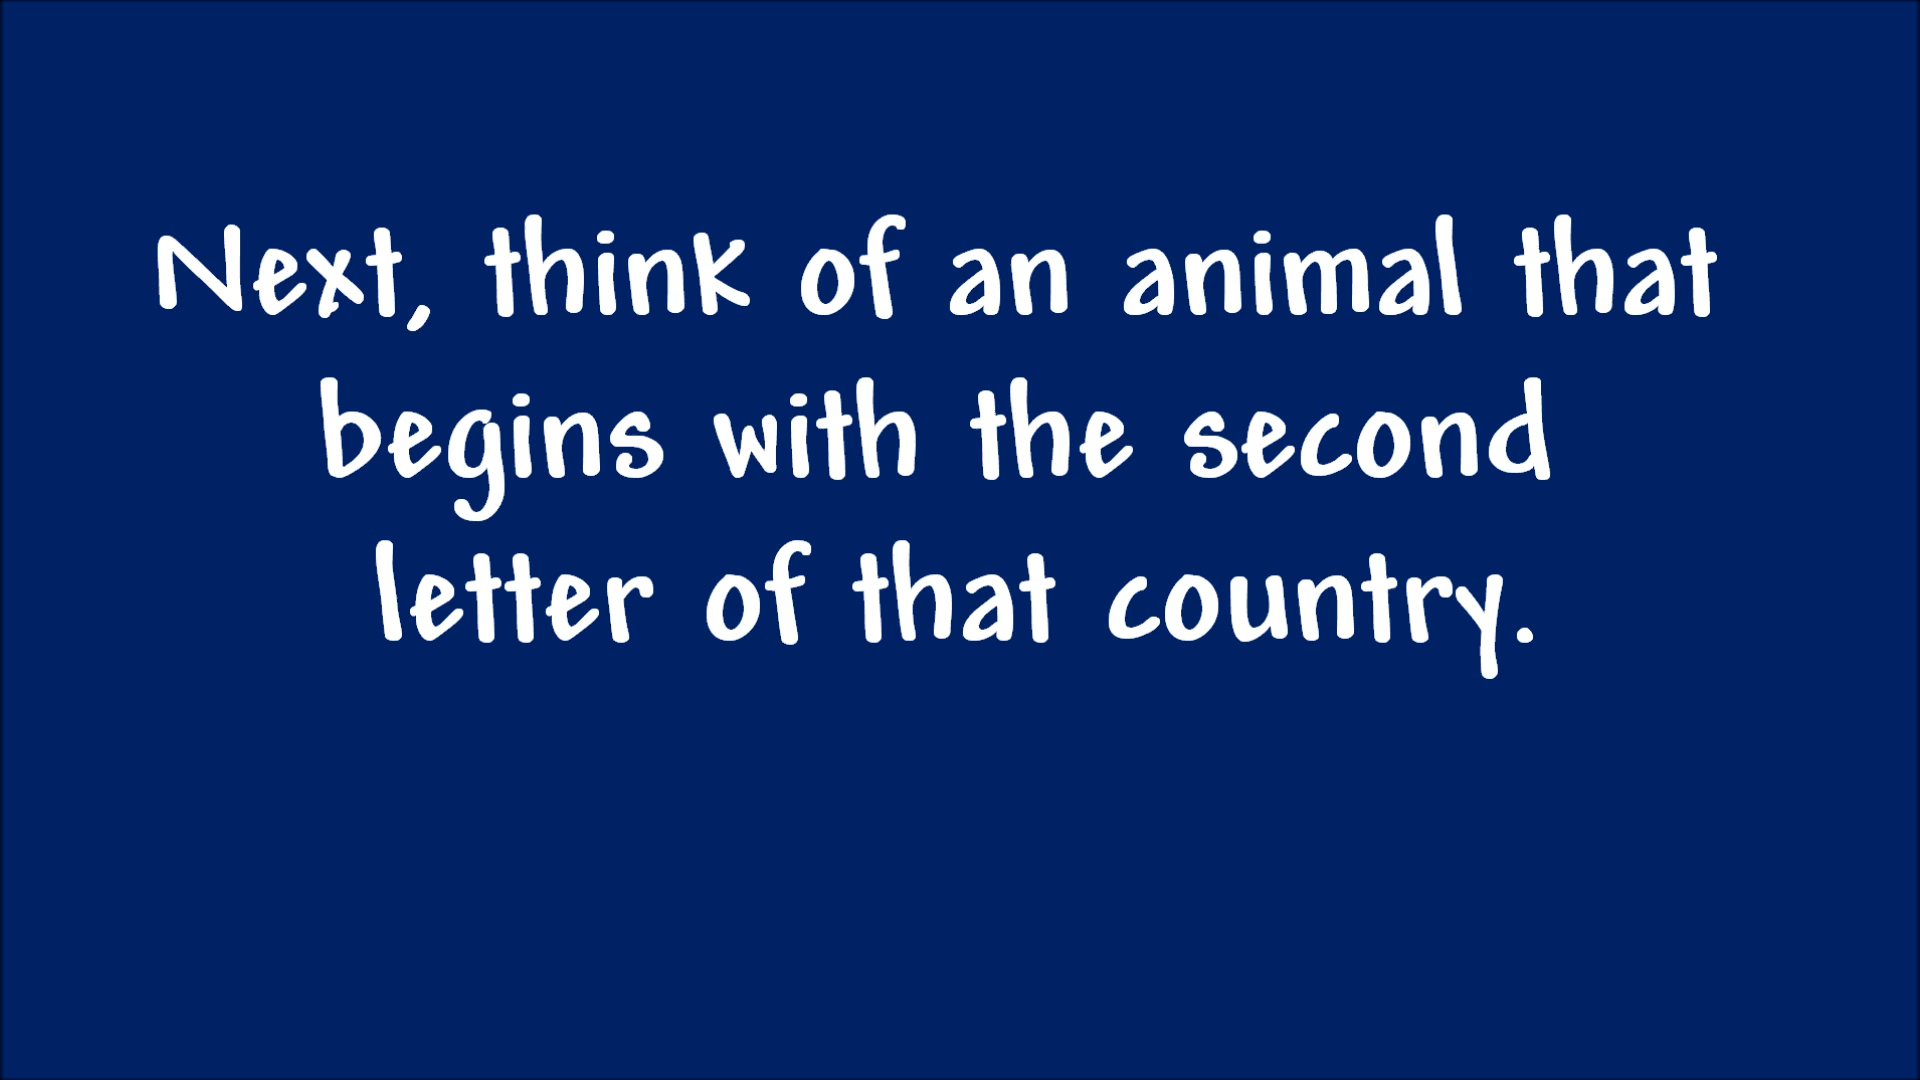 Next, think of an animal that
begins with the second
letter of that country.